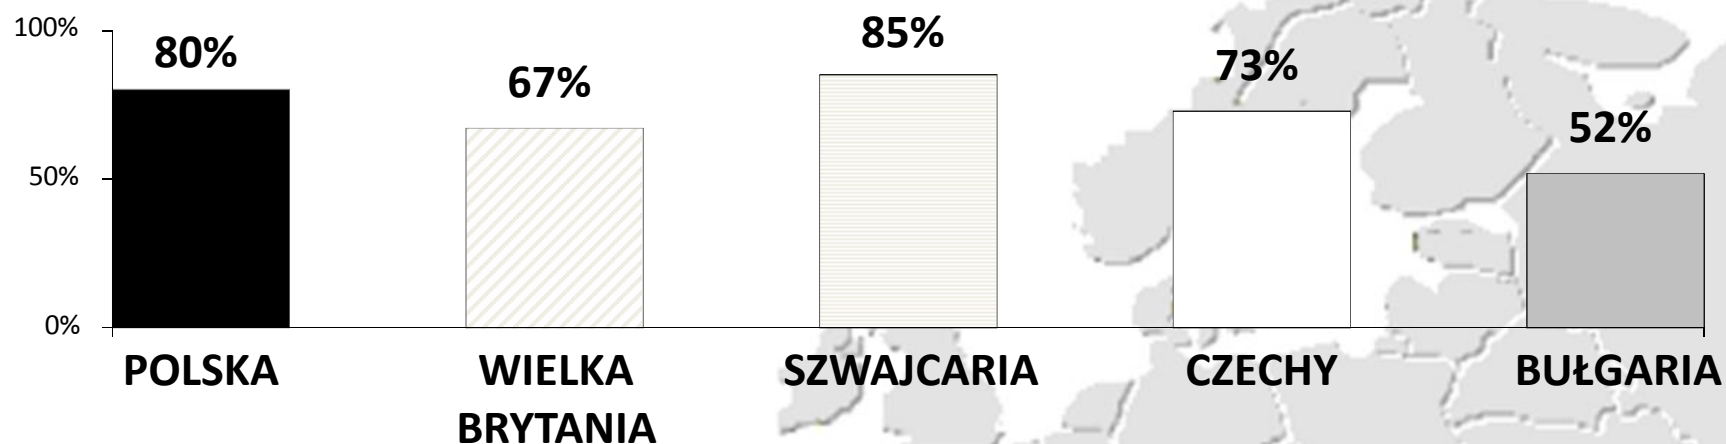 100%
50%
0%
80%
67%
85%
73%
52%
POLSKA
WIELKA
BRYTANIA
SZWAJCARIA
CZECHY
BUŁGARIA